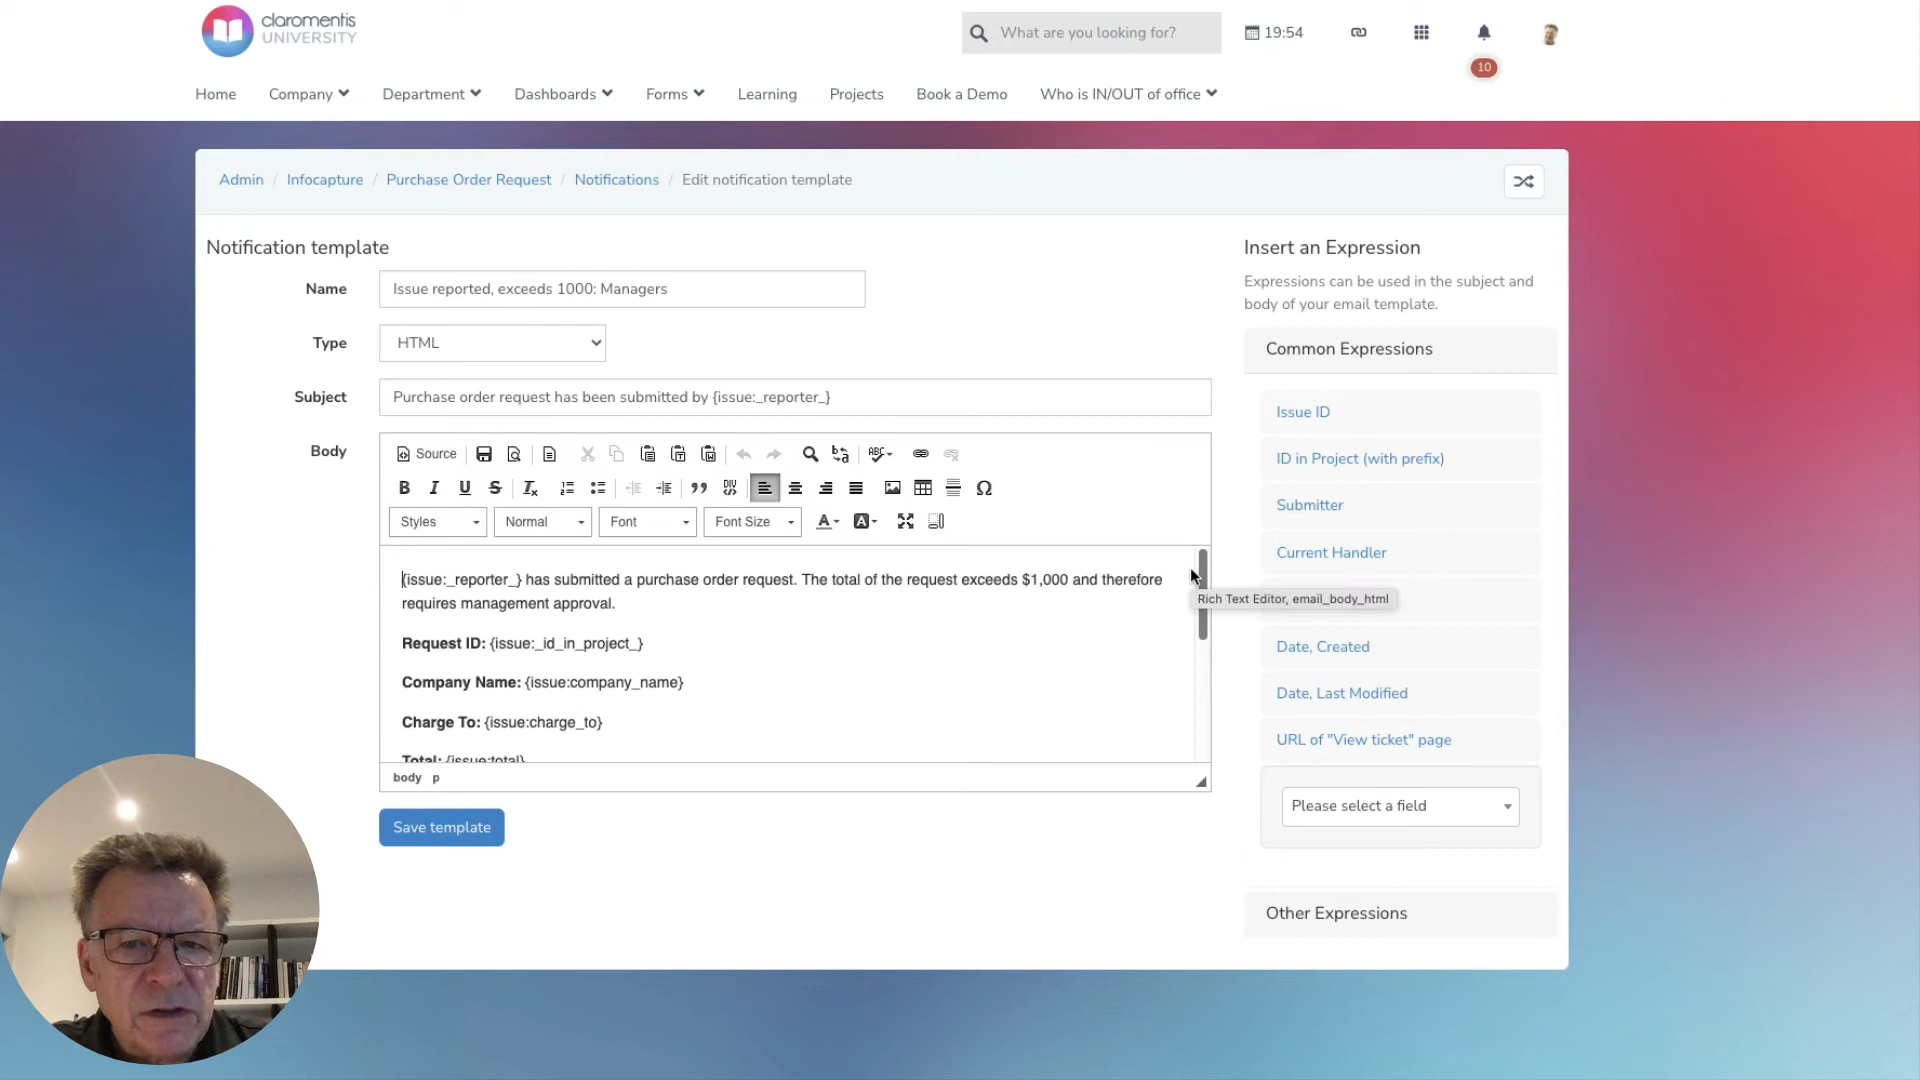 claromentis
UNIVERSITY
What are you looking for?
19:54
10
Home
Company
Department
Dashboards
Forms
Learning
Projects
Book a Demo
Who is IN/OUT of office
Admin / Infocapture / Purchase Order Request / Notifications / Edit notification template
Notification template
Name
Issue reported, exceeds 1000: Managers
Type
HTML
Subject
Purchase order request has been submitted by {issue:_reporter_}
Body
Source
Styles
Normal
Font
Font Size
{issue:_reporter_} has submitted a purchase order request. The total of the request exceeds $1,000 and therefore
requires management approval.
Request ID: {issue:_id_in_project_}
Company Name: {issue:company_name}
Charge To: {issue:charge_to}
Total: {issue:total}
body p
Save template
Rich Text Editor, email_body_html
Insert an Expression
Expressions can be used in the subject and
body of your email template.
Common Expressions
Issue ID
ID in Project (with prefix)
Submitter
Current Handler
Date, Created
Date, Last Modified
URL of "View ticket" page
Please select a field
Other Expressions